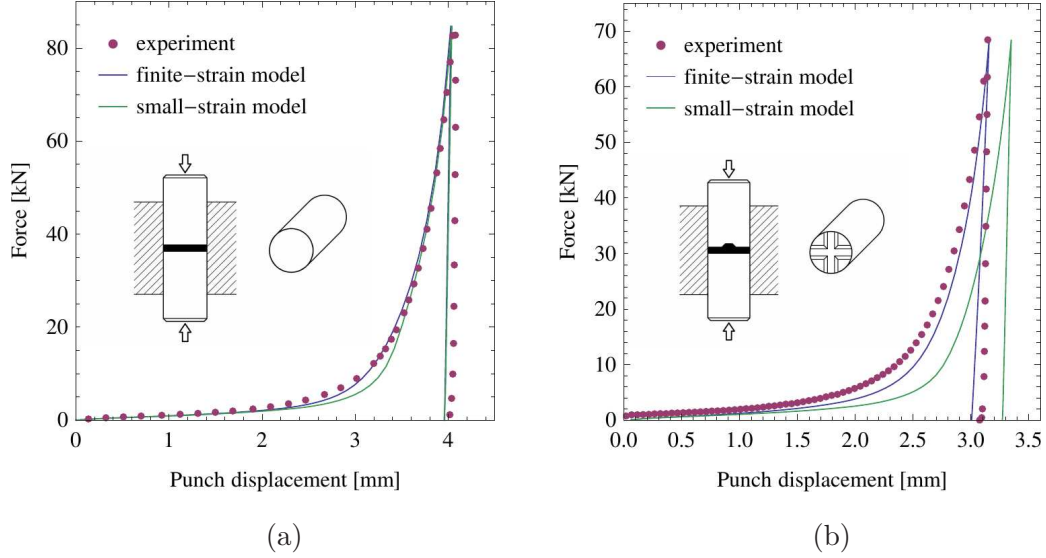 80
60
40
20
0
Force [kN]
experiment
finite−strain model
small−strain model
0 1 2 3 4
Punch displacement [mm]
(a)
70
60
50
40
30
20
10
0
Force [kN]
experiment
finite−strain model
small−strain model
0.0 0.5 1.0 1.5 2.0 2.5 3.0 3.5
Punch displacement [mm]
(b)